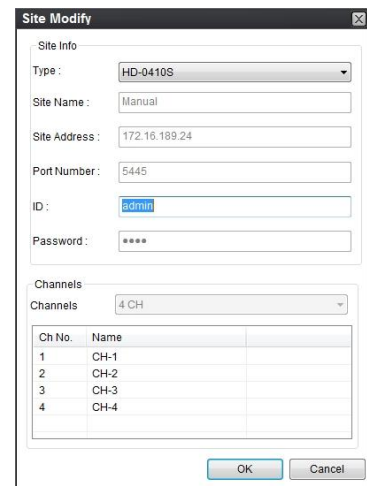 Site Modify
Site Info
Type : HD-0410S
Site Name : Manual
Site Address : 172.16.189.24
Port Number : 5445
ID : admin
Password : ●●●●
Channels
Channels 4 CH
Ch No. Name
1 CH-1
2 CH-2
3 CH-3
4 CH-4
OK Cancel